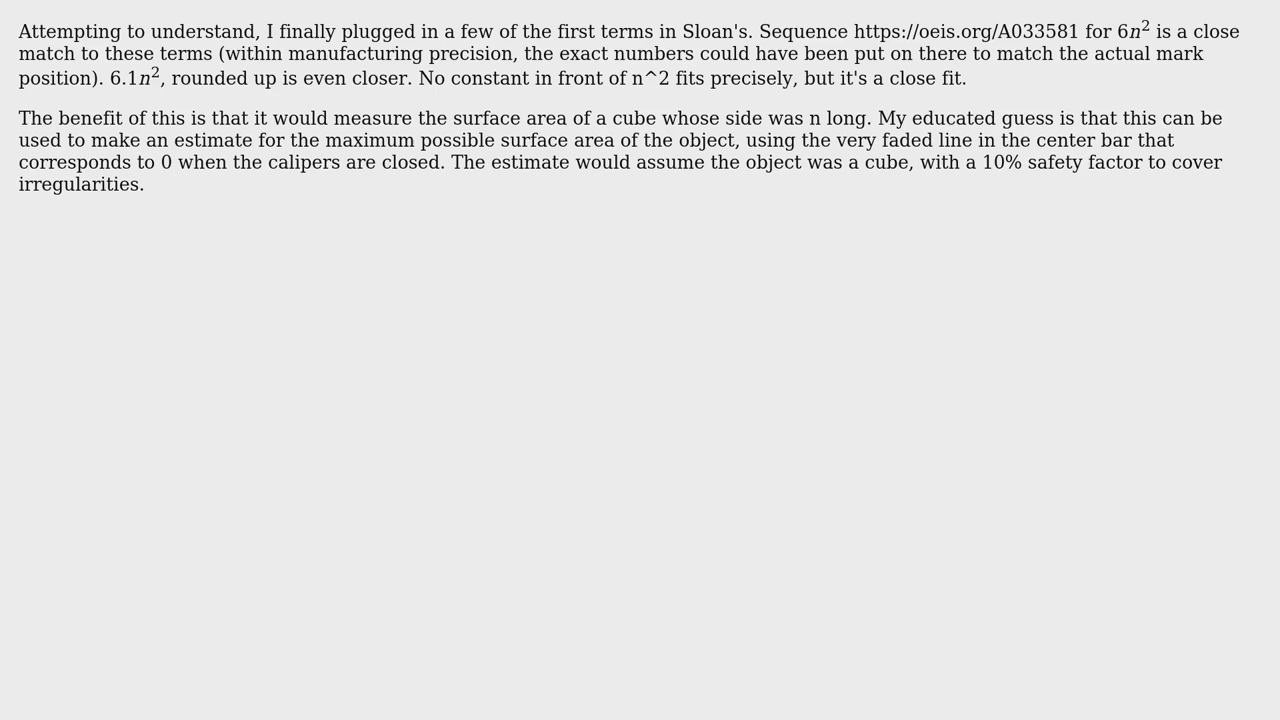 Attempting to understand, I finally plugged in a few of the first terms in Sloan's. Sequence https://oeis.org/A033581 for 6n² is a close
match to these terms (within manufacturing precision, the exact numbers could have been put on there to match the actual mark
position). 6.1n², rounded up is even closer. No constant in front of n^2 fits precisely, but it's a close fit.
The benefit of this is that it would measure the surface area of a cube whose side was n long. My educated guess is that this can be
used to make an estimate for the maximum possible surface area of the object, using the very faded line in the center bar that
corresponds to 0 when the calipers are closed. The estimate would assume the object was a cube, with a 10% safety factor to cover
irregularities.